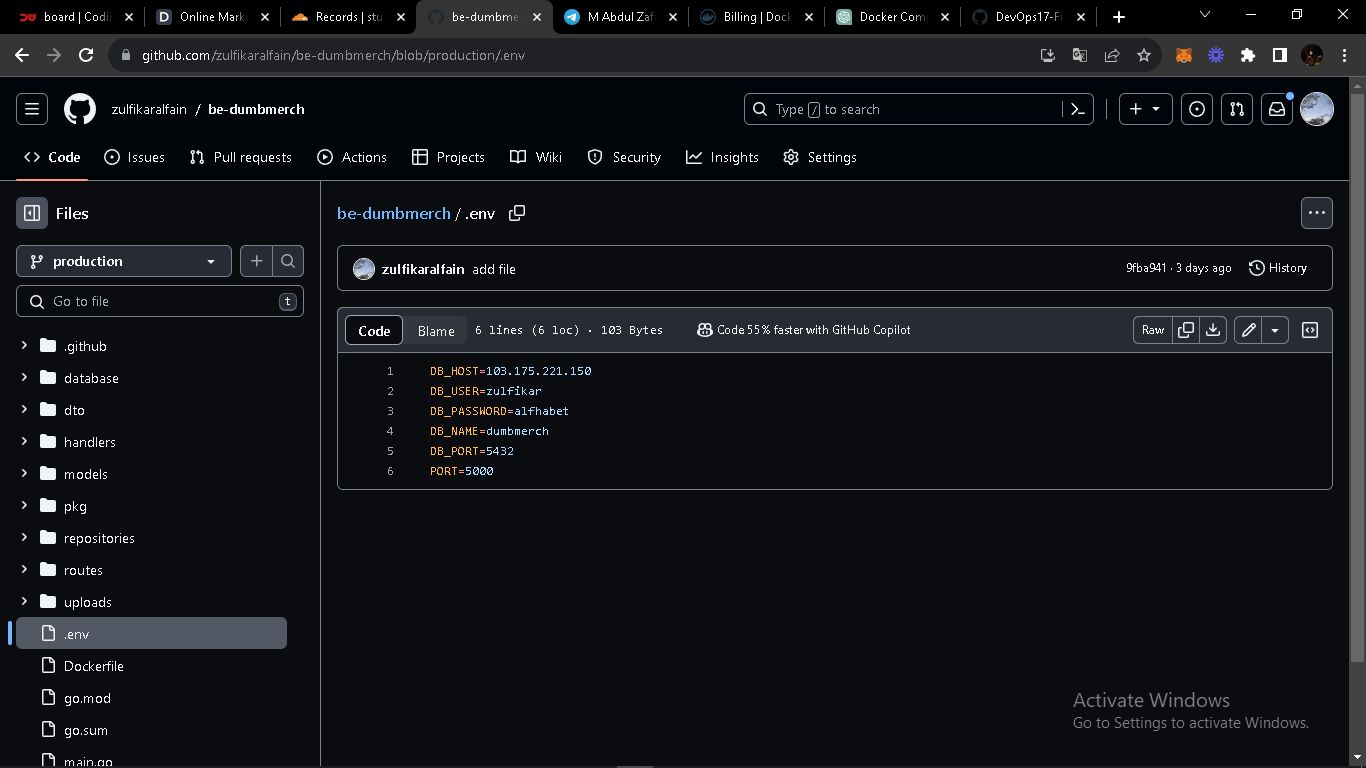 board | Codi
Online Mark
Records | stu
be-dumbme
M Abdul Zaf
Billing | Dock
Docker Com
DevOps17-Fi
github.com/zulfikaralfain/be-dumbmerch/blob/production/.env
zulfikaralfain / be-dumbmerch
Type / to search
Code
Issues
Pull requests
Actions
Projects
Wiki
Security
Insights
Settings
Files
production
Go to file
t
.github
database
dto
handlers
models
pkg
repositories
routes
uploads
.env
Dockerfile
go.mod
go.sum
main.go
be-dumbmerch / .env
zulfikaralfain add file
9fba941 · 3 days ago
History
Code
Blame
6 lines (6 loc) · 103 Bytes
Code 55% faster with GitHub Copilot
Raw
1 DB_HOST=103.175.221.150
2 DB_USER=zulfikar
3 DB_PASSWORD=alfhabet
4 DB_NAME=dumbmerch
5 DB_PORT=5432
6 PORT=5000
Activate Windows
Go to Settings to activate Windows.